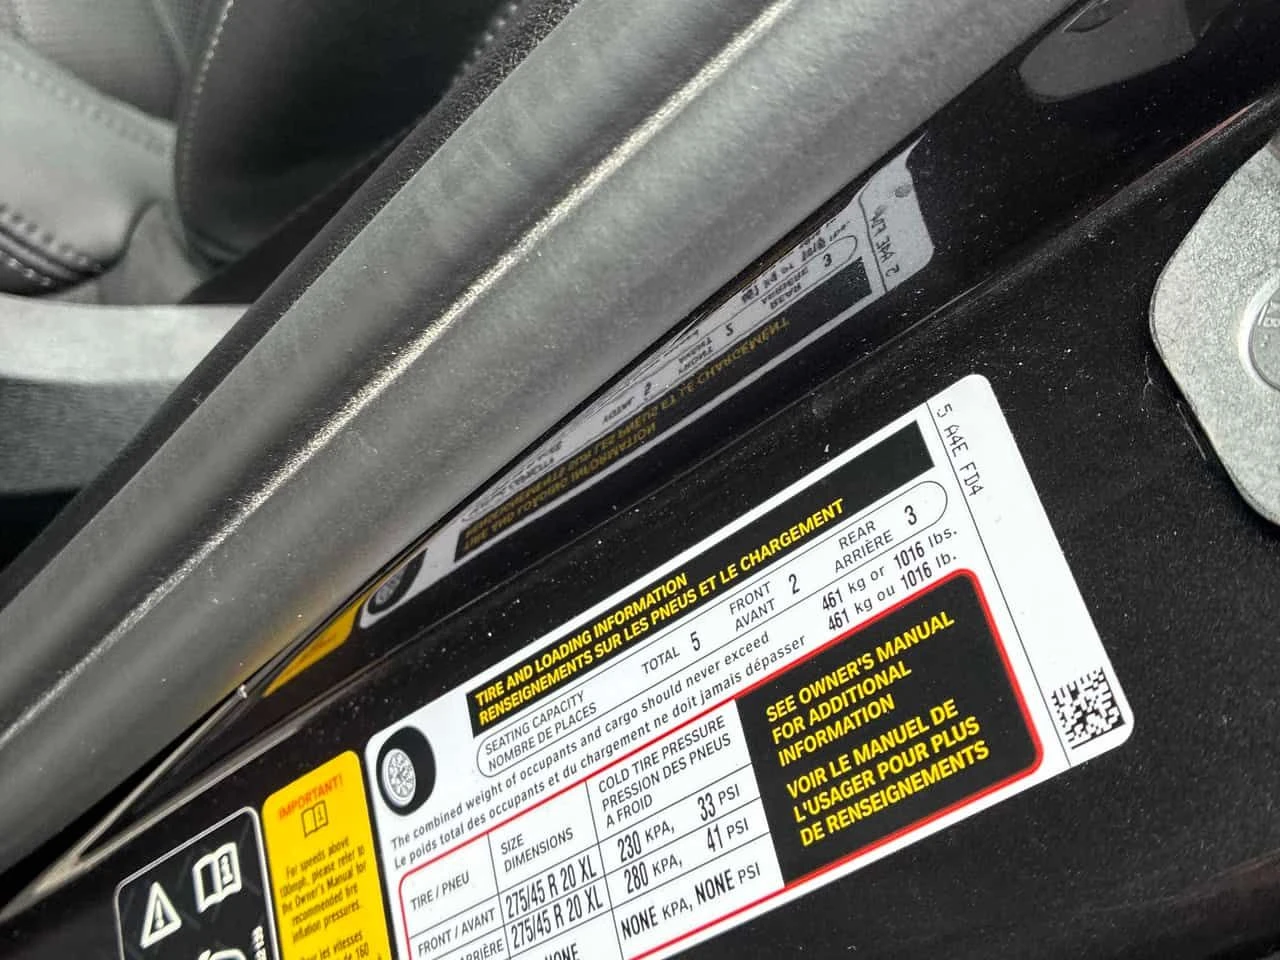 5 A4E FD4
TIRE AND LOADING INFORMATION
RENSEIGNEMENTS SUR LES PNEUS ET LE CHARGEMENT
SEATING CAPACITY
NOMBRE DE PLACES
TOTAL 5
FRONT
AVANT
2
REAR
ARRIÈRE
3
The combined weight of occupants and cargo should never exceed 461 kg or 1016 lbs.
Le poids total des occupants et du chargement ne doit jamais dépasser 461 kg ou 1016 lb.
TIRE / PNEU
SIZE
DIMENSIONS
COLD TIRE PRESSURE
PRESSION DES PNEUS
A FROID
FRONT / AVANT 275/45 R 20 XL 230 KPA, 33 PSI
275/45 R 20 XL 280 KPA, 41 PSI
NONE NONE KPA, NONE PSI
SEE OWNER'S MANUAL
FOR ADDITIONAL
INFORMATION
VOIR LE MANUEL DE
L'USAGER POUR PLUS
DE RENSEIGNEMENTS
IMPORTANT!
For speeds above
100mph, please refer to
the Owner's Manual for
recommended tire
inflation pressures.